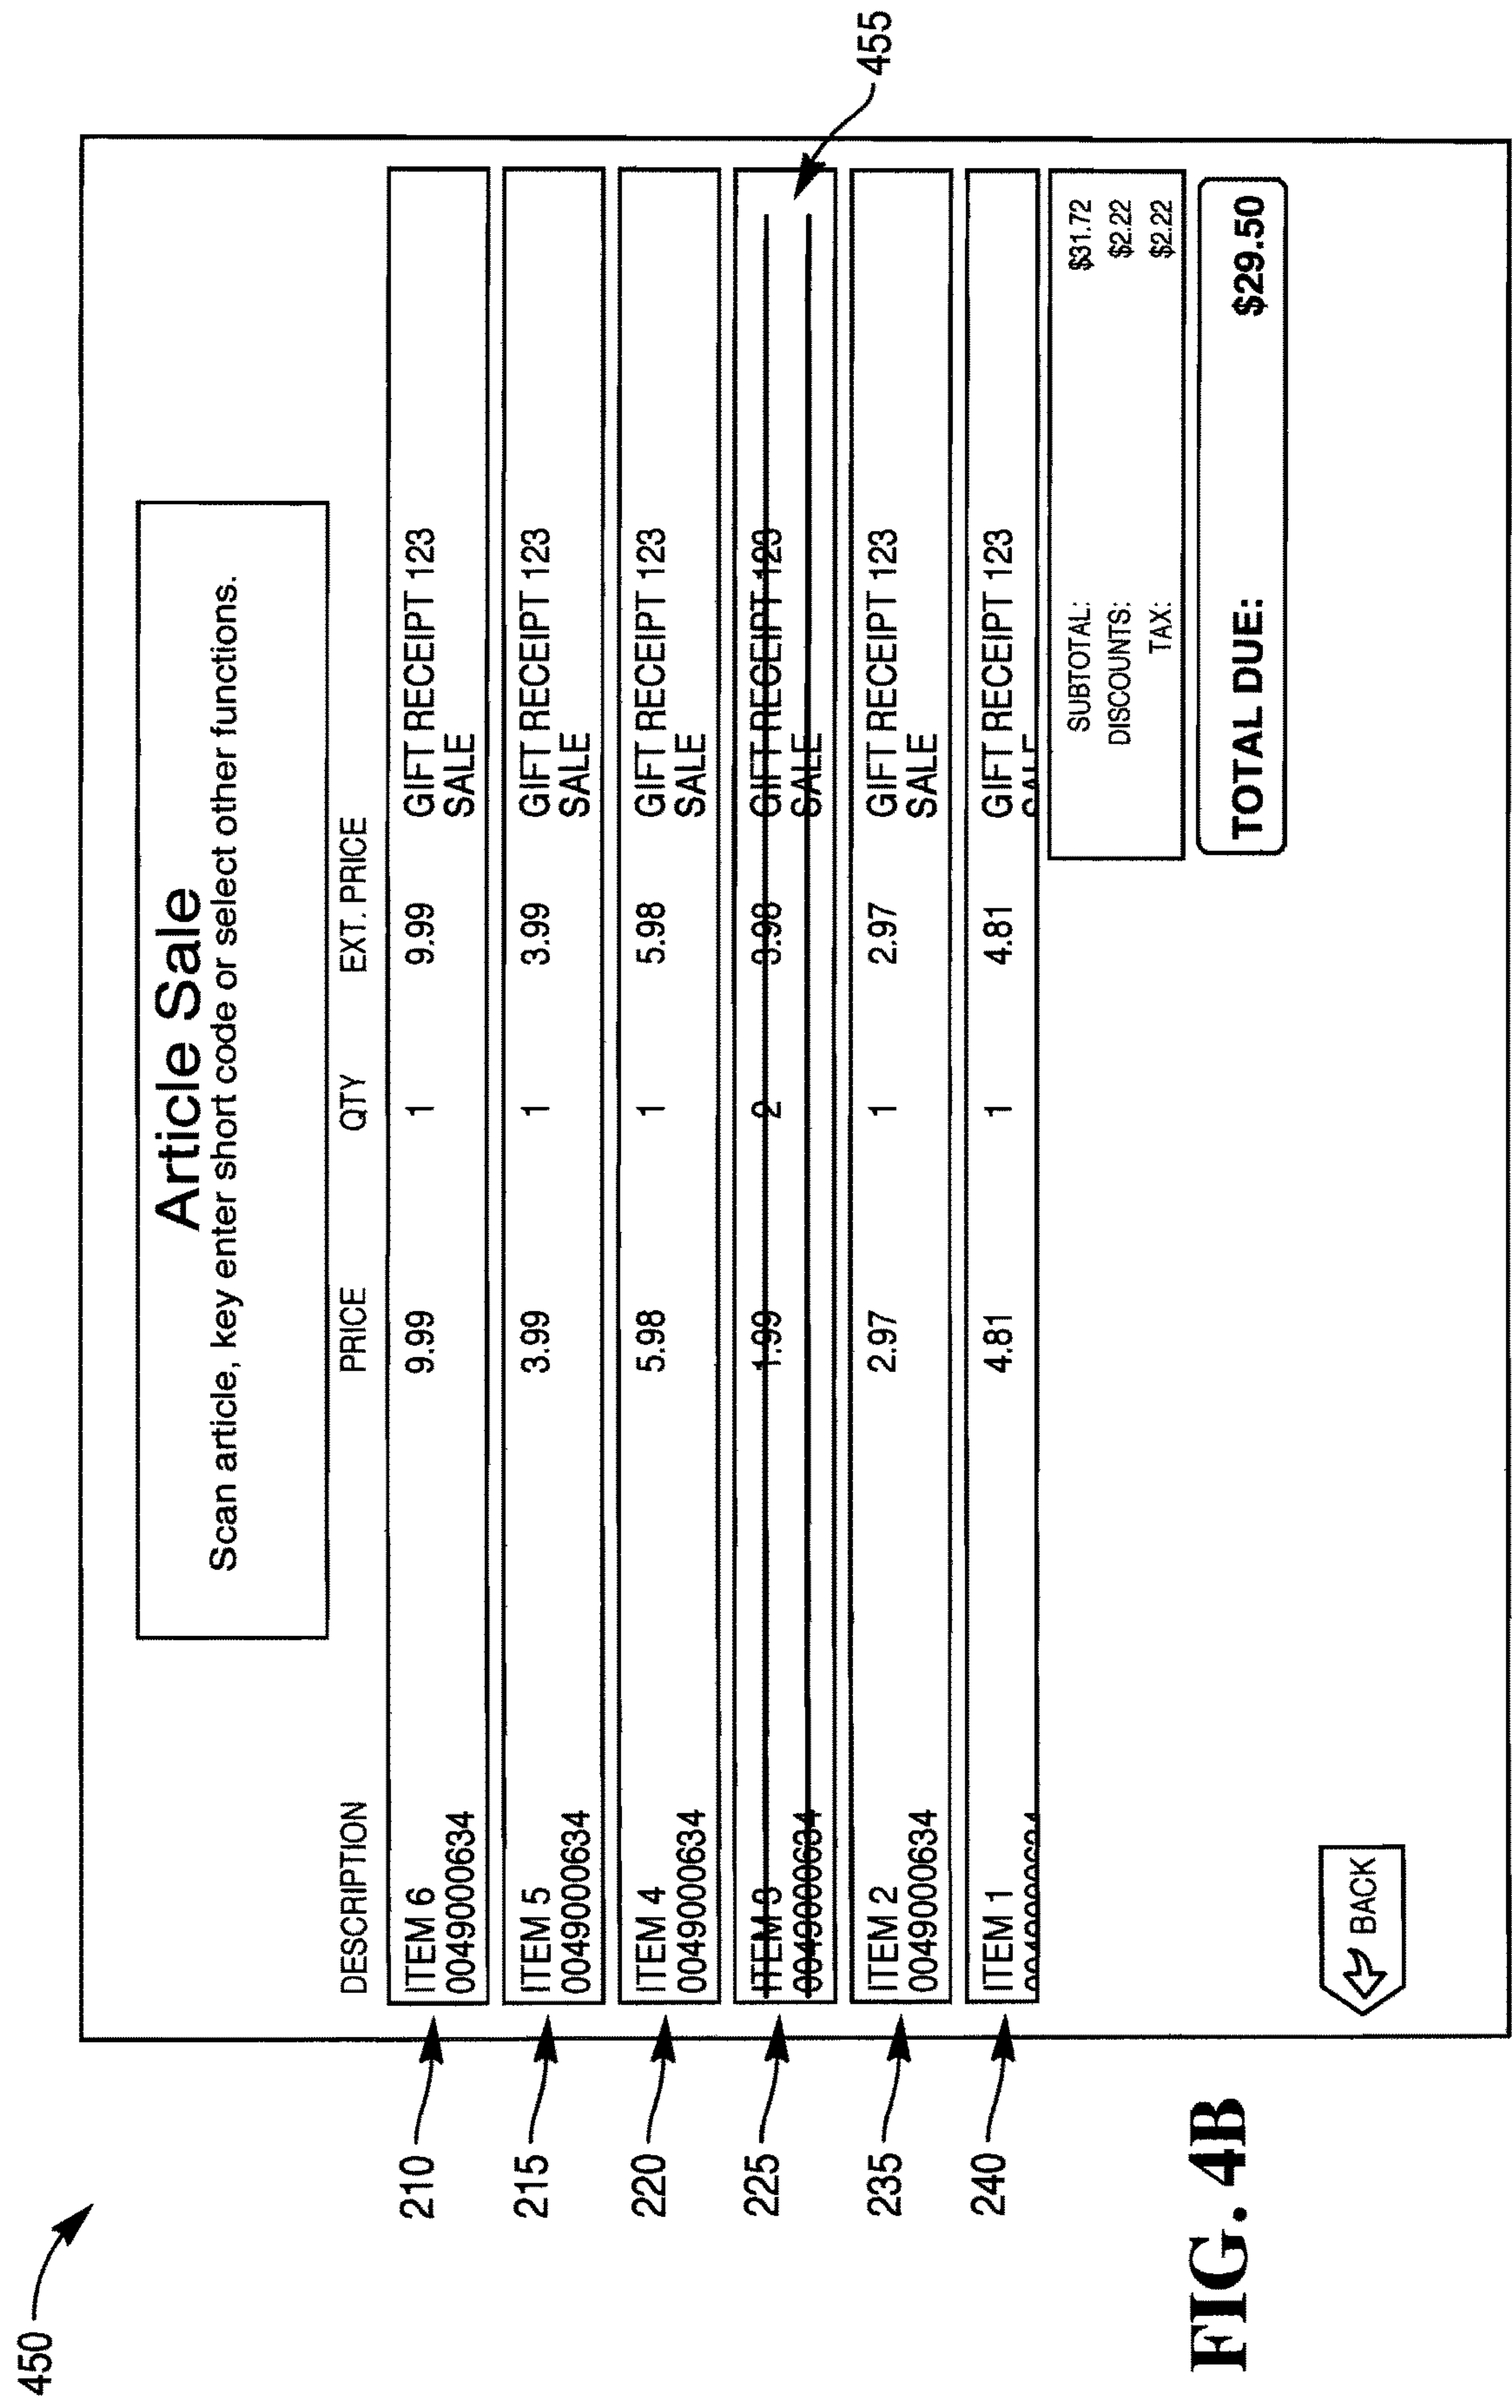 450
Article Sale
Scan article, key enter short code or select other functions.
DESCRIPTION PRICE QTY EXT. PRICE
210 ITEM 6 9.99 1 9.99 GIFT RECEIPT 123
0049000634 SALE
215 ITEM 5 3.99 1 3.99 GIFT RECEIPT 123
0049000634 SALE
220 ITEM 4 5.98 1 5.98 GIFT RECEIPT 123
0049000634 SALE
225 ITEM 3 1.99 2 3.98 GIFT RECEIPT 123
0049000634 SALE
455
235 ITEM 2 2.97 1 2.97 GIFT RECEIPT 123
0049000634 SALE
240 ITEM 1 4.81 1 4.81 GIFT RECEIPT 123
SUBTOTAL: $31.72
DISCOUNTS: $2.22
TAX: $2.22
TOTAL DUE: $29.50
BACK
FIG. 4B